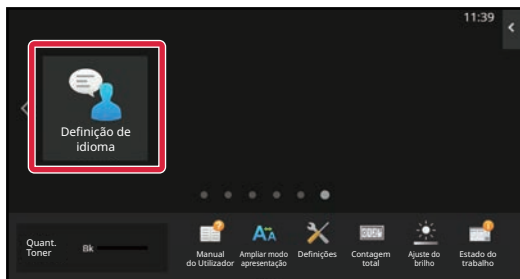 11:39
Definição de
idioma
Quant.
Toner
Bk
Manual
do Utilizador
Ampliar modo
apresentação
Definições
Contagem
total
Ajuste do
brilho
Estado do
trabalho